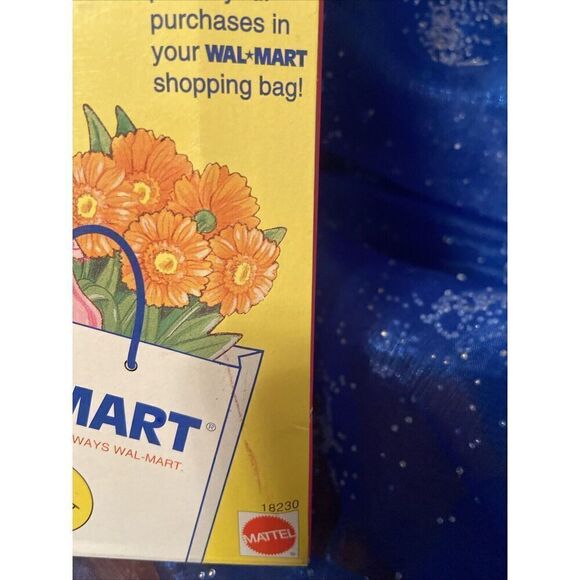 purchases in
your WAL★MART
shopping bag!
MART®
WAYS WAL-MART.
18230
MATTEL